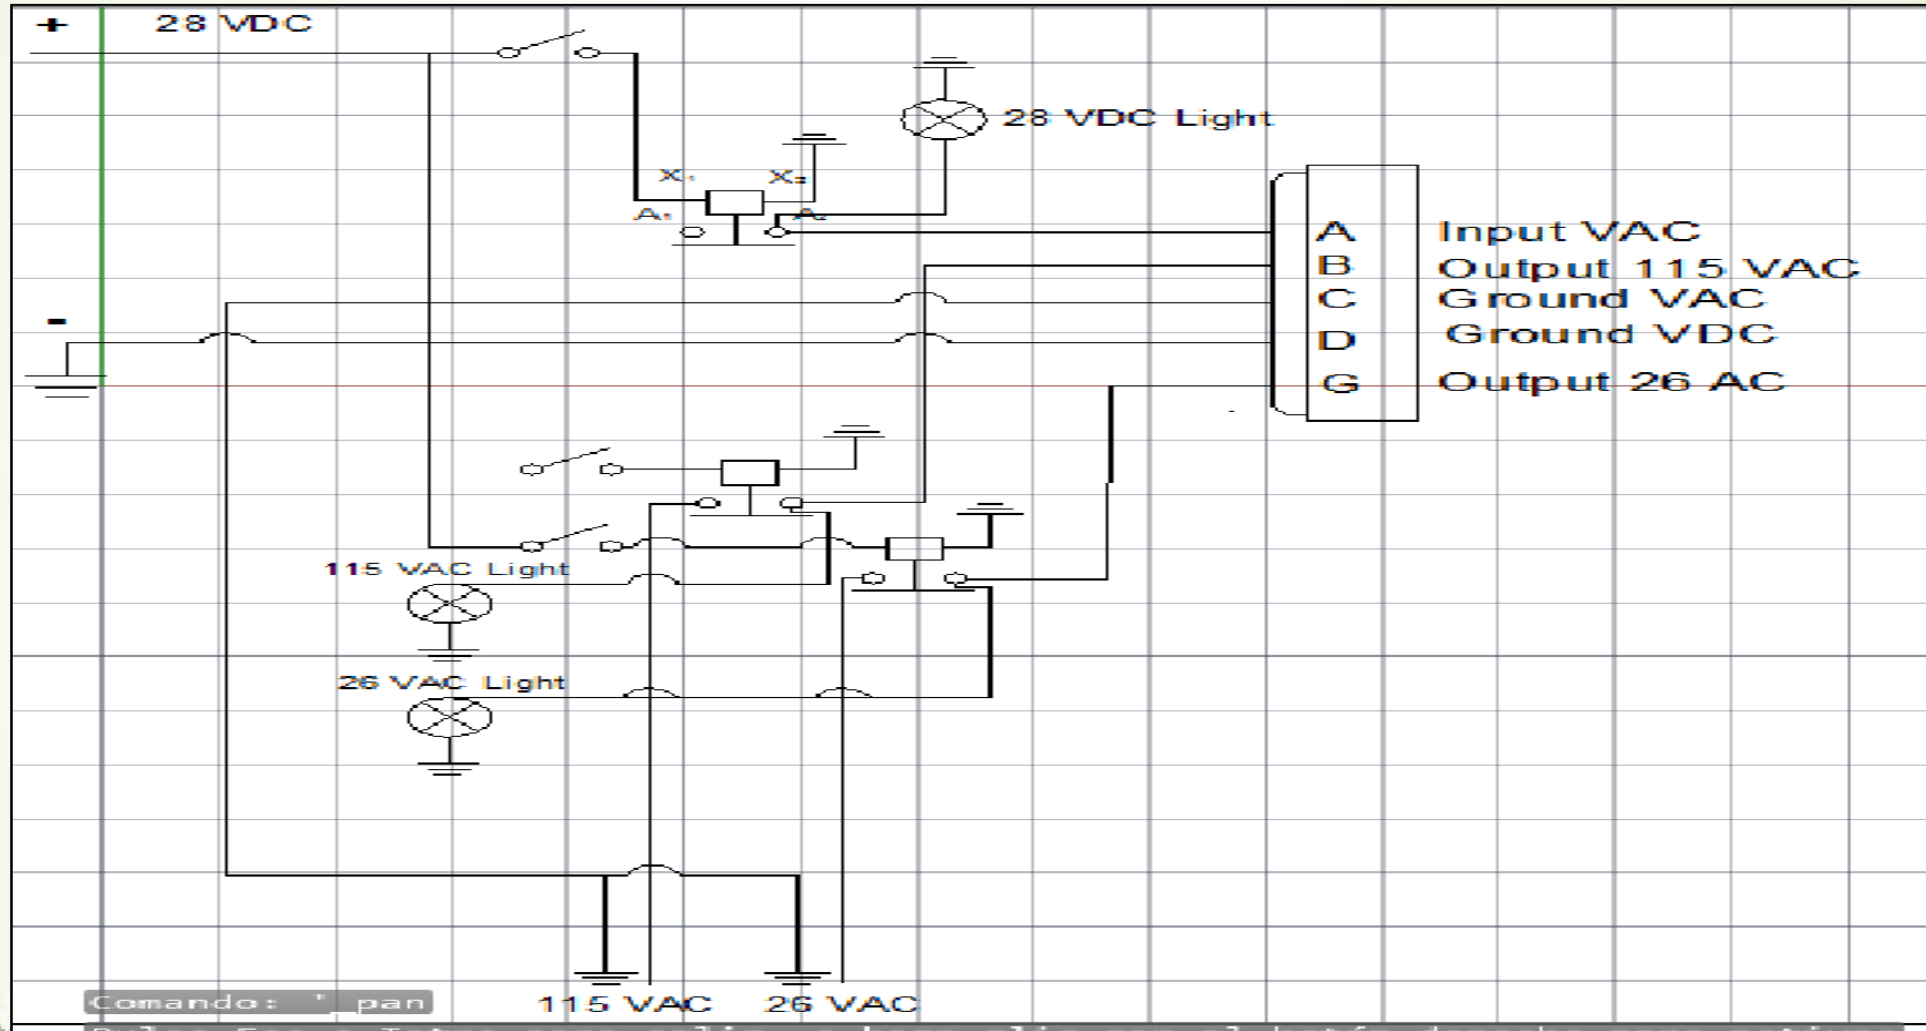 + 28 VDC
28 VDC Light
X₁ X₂
A₁ A₂
A Input VAC
B Output 115 VAC
C Ground VAC
-
D Ground VDC
G Output 26 AC
115 VAC Light
26 VAC Light
Comando: '_pan
115 VAC 26 VAC